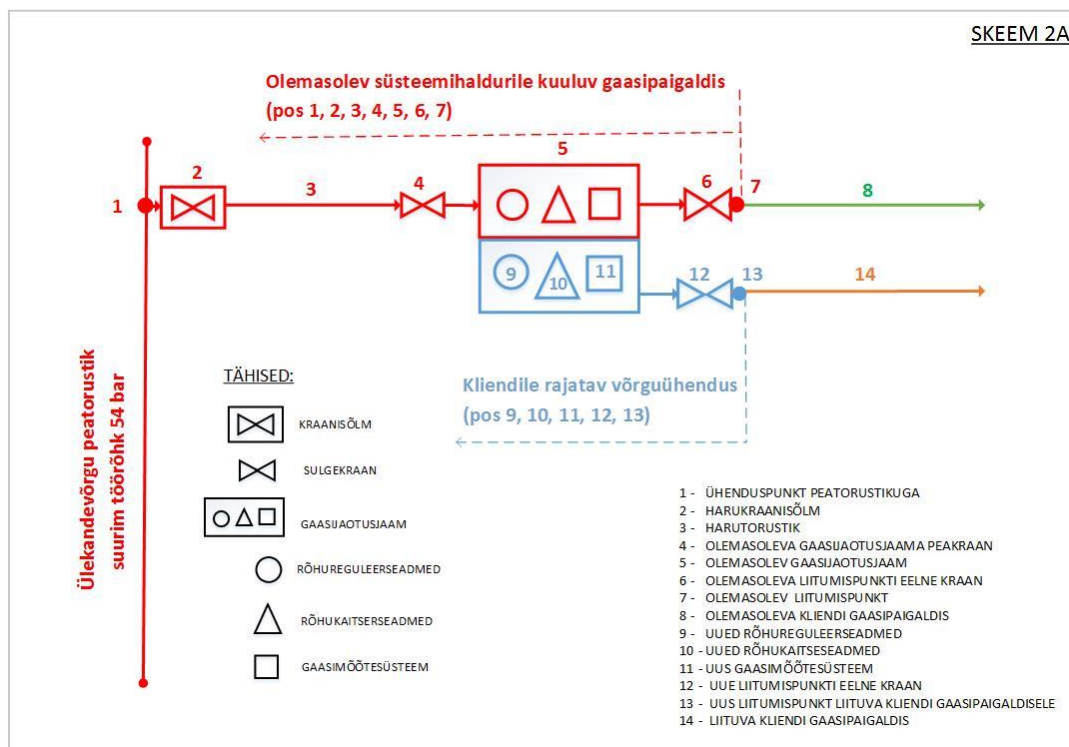 SKEEM 2A
Olemasolev süsteemihaldurile kuuluv gaasipaigaldis
(pos 1, 2, 3, 4, 5, 6, 7)
1
2
3
4
5
6
7
8
9
10
11
12
13
14
Ülekandevõrgu peatorustik
suurim töörõhk 54 bar
Kliendile rajatav võrguühendus
(pos 9, 10, 11, 12, 13)
TÄHISED:
KRAANISÕLM
SULGEKRAAN
GAASIJAOTUSJAAM
RÕHUREGULEERSEADMED
RÕHUKAITSERSEADMED
GAASIMÕÕTESÜSTEEM
1 - ÜHENDUSPUNKT PEATORUSTIKUGA
2 - HARUKRAANISÕLM
3 - HARUTORUSTIK
4 - OLEMASOLEVA GAASIJAOTUSJAAMA PEAKRAAN
5 - OLEMASOLEV GAASIJAOTUSJAAM
6 - OLEMASOLEVA LIITUMISPUNKTI EELNE KRAAN
7 - OLEMASOLEV LIITUMISPUNKT
8 - OLEMASOLEVA KLIENDI GAASIPAIGALDIS
9 - UUED RÕHUREGULEERSEADMED
10 - UUED RÕHUKAITSESEADMED
11 - UUS GAASIMÕÕTESÜSTEEM
12 - UUE LIITUMISPUNKTI EELNE KRAAN
13 - UUS LIITUMISPUNKT LIITUVA KLIENDI GAASIPAIGALDISELE
14 - LIITUVA KLIENDI GAASIPAIGALDIS